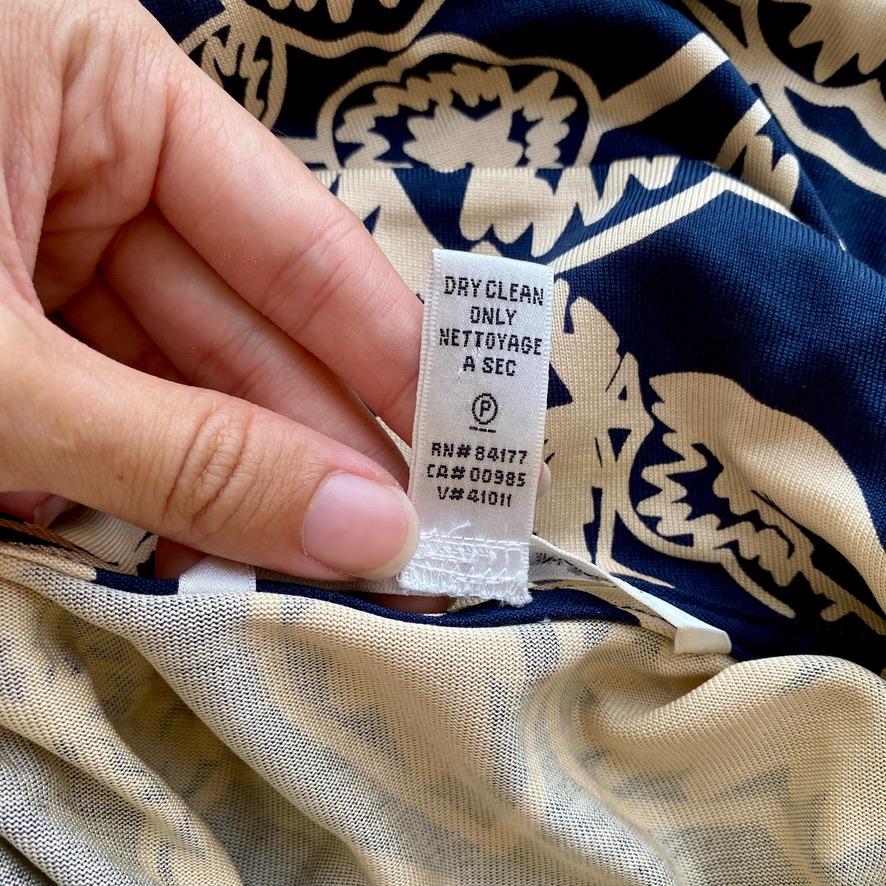 DRY CLEAN
ONLY
NETTOYAGE
A SEC
P
RN# 84177
CA# 00985
V# 41011